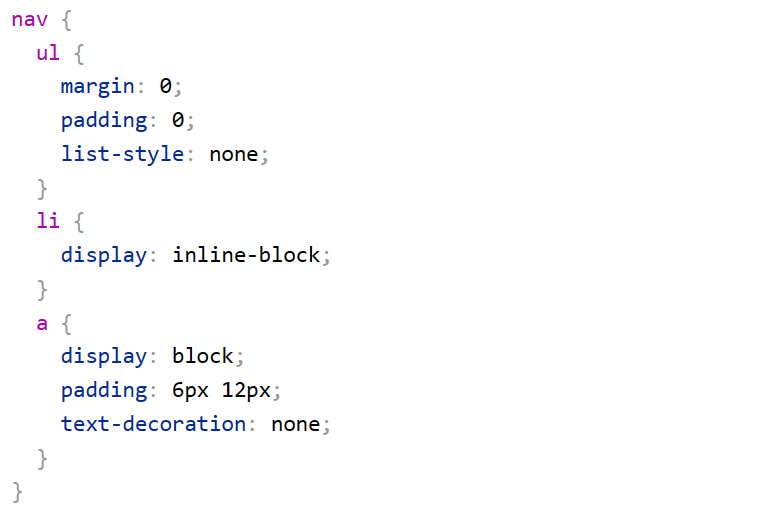 nav {
  ul {
    margin: 0;
    padding: 0;
    list-style: none;
  }
  li {
    display: inline-block;
  }
  a {
    display: block;
    padding: 6px 12px;
    text-decoration: none;
  }
}